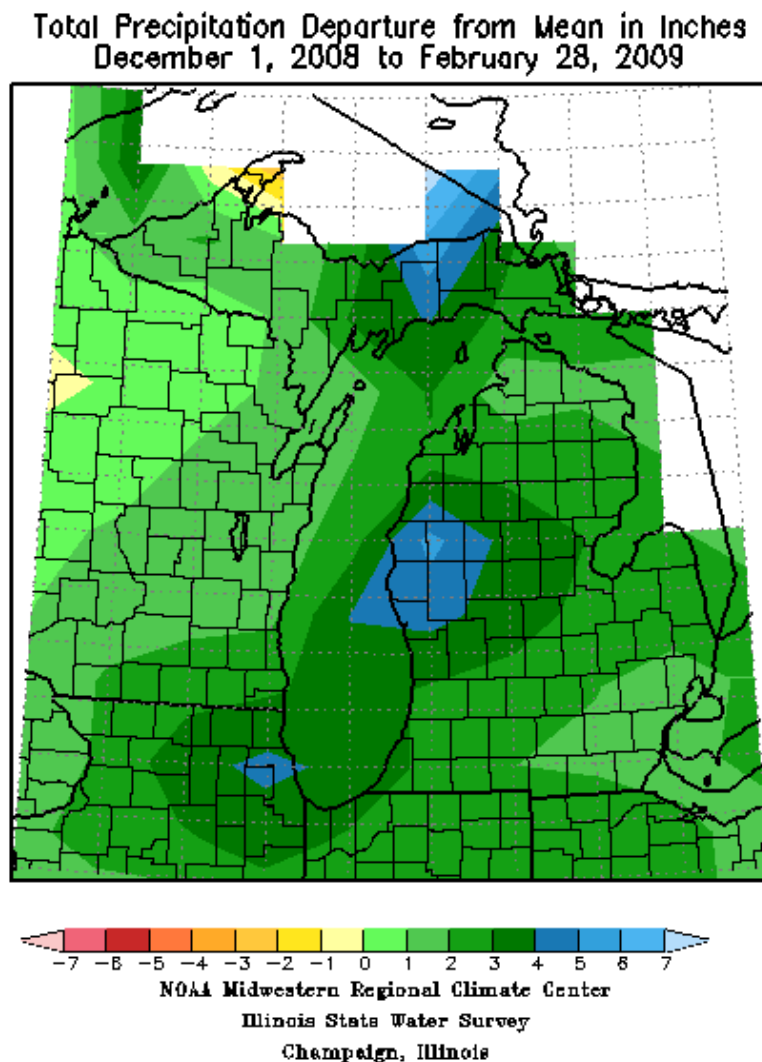 Total Precipitation Departure from Mean in Inches
December 1, 2008 to February 28, 2009
-7 -6 -5 -4 -3 -2 -1 0 1 2 3 4 5 6 7
NOAA Midwestern Regional Climate Center
Illinois State Water Survey
Champaign, Illinois